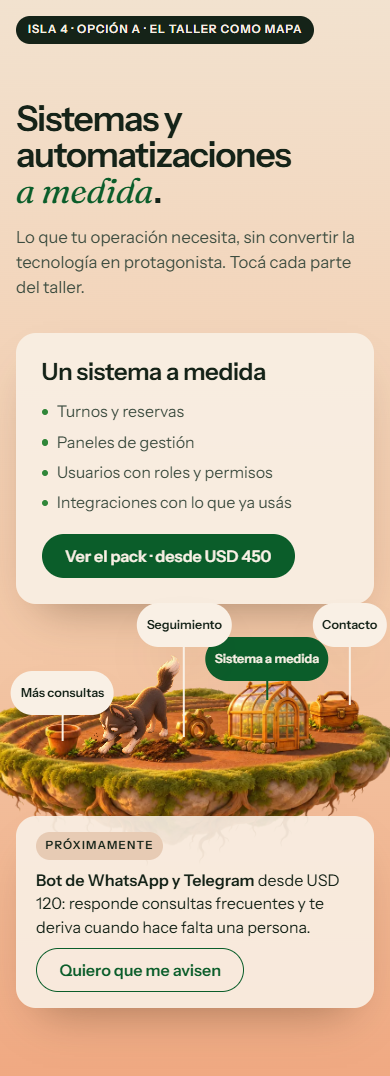 ISLA 4 · OPCIÓN A · EL TALLER COMO MAPA
Sistemas y
automatizaciones
a medida.
Lo que tu operación necesita, sin convertir la
tecnología en protagonista. Tocá cada parte
del taller.
Un sistema a medida
Turnos y reservas
Paneles de gestión
Usuarios con roles y permisos
Integraciones con lo que ya usás
Ver el pack · desde USD 450
Seguimiento
Contacto
Sistema a medida
Más consultas
PRÓXIMAMENTE
Bot de WhatsApp y Telegram desde USD
120: responde consultas frecuentes y te
deriva cuando hace falta una persona.
Quiero que me avisen